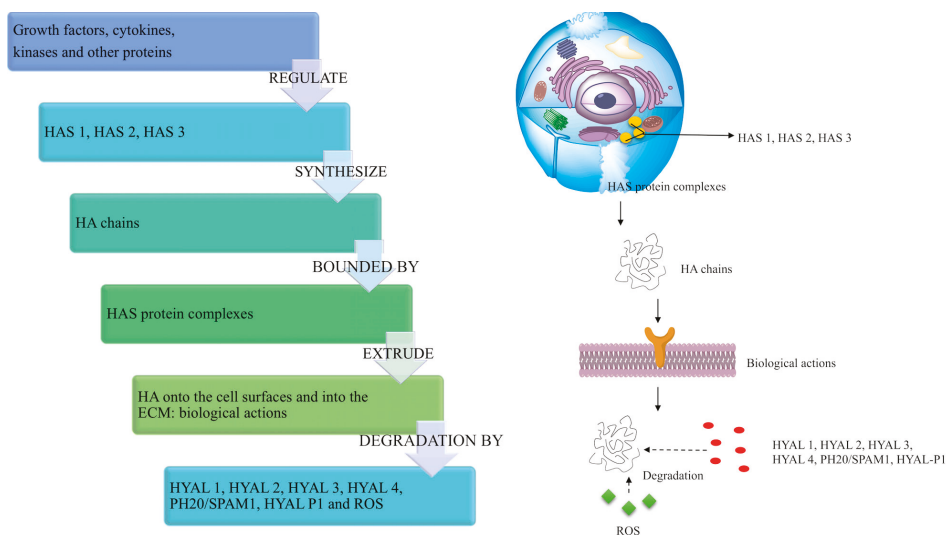 Growth factors, cytokines,
kinases and other proteins
REGULATE
HAS 1, HAS 2, HAS 3
SYNTHESIZE
HA chains
BOUNDED BY
HAS protein complexes
EXTRUDE
HA onto the cell surfaces and into the
ECM: biological actions
DEGRADATION BY
HYAL 1, HYAL 2, HYAL 3, HYAL 4,
PH20/SPAM1, HYAL P1 and ROS
HAS 1, HAS 2, HAS 3
HAS protein complexes
HA chains
Biological actions
HYAL 1, HYAL 2, HYAL 3,
HYAL 4, PH20/SPAM1, HYAL-P1
Degradation
ROS